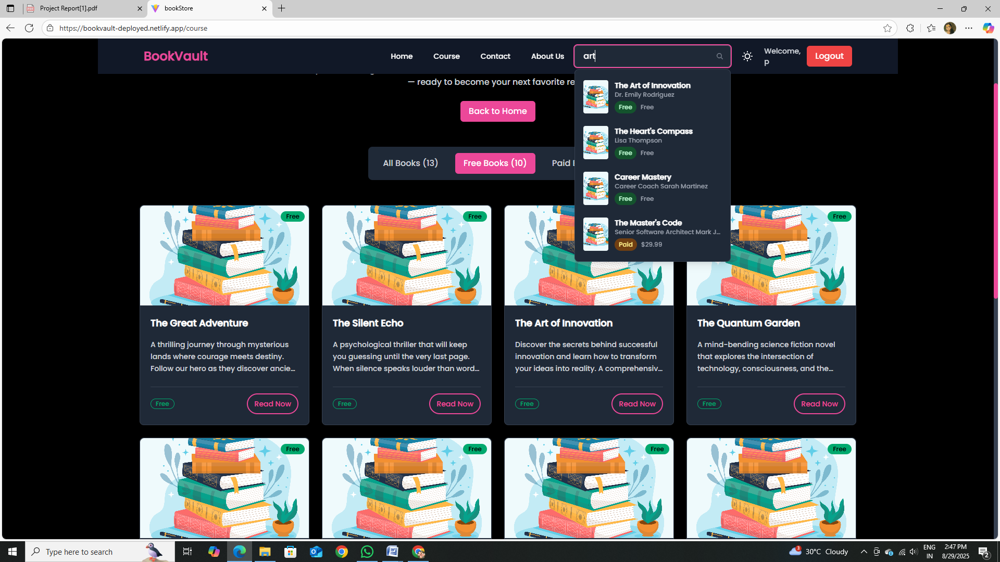 Project Report[1].pdf
bookStore
https://bookvault-deployed.netlify.app/course
BookVault
Home
Course
Contact
About Us
art
Welcome,
p
Logout
— ready to become your next favorite re
Back to Home
All Books (13)
Free Books (10)
Paid
The Art of Innovation
Dr. Emily Rodriguez
Free Free
The Heart's Compass
Lisa Thompson
Free Free
Career Mastery
Career Coach Sarah Martinez
Free Free
The Master's Code
Senior Software Architect Mark J...
Paid $29.99
Free
Free
Free
The Great Adventure
A thrilling journey through mysterious
lands where courage meets destiny.
Follow our hero as they discover ancie...
Free
Read Now
The Silent Echo
A psychological thriller that will keep
you guessing until the very last page.
When silence speaks louder than word...
Free
Read Now
The Art of Innovation
Discover the secrets behind successful
innovation and learn how to transform
your ideas into reality. A comprehensiv...
Free
Read Now
The Quantum Garden
A mind-bending science fiction novel
that explores the intersection of
technology, consciousness, and the...
Free
Read Now
Free
Free
Free
Free
Type here to search
3
30°C Cloudy
ENG
IN
2:47 PM
8/29/2025
2